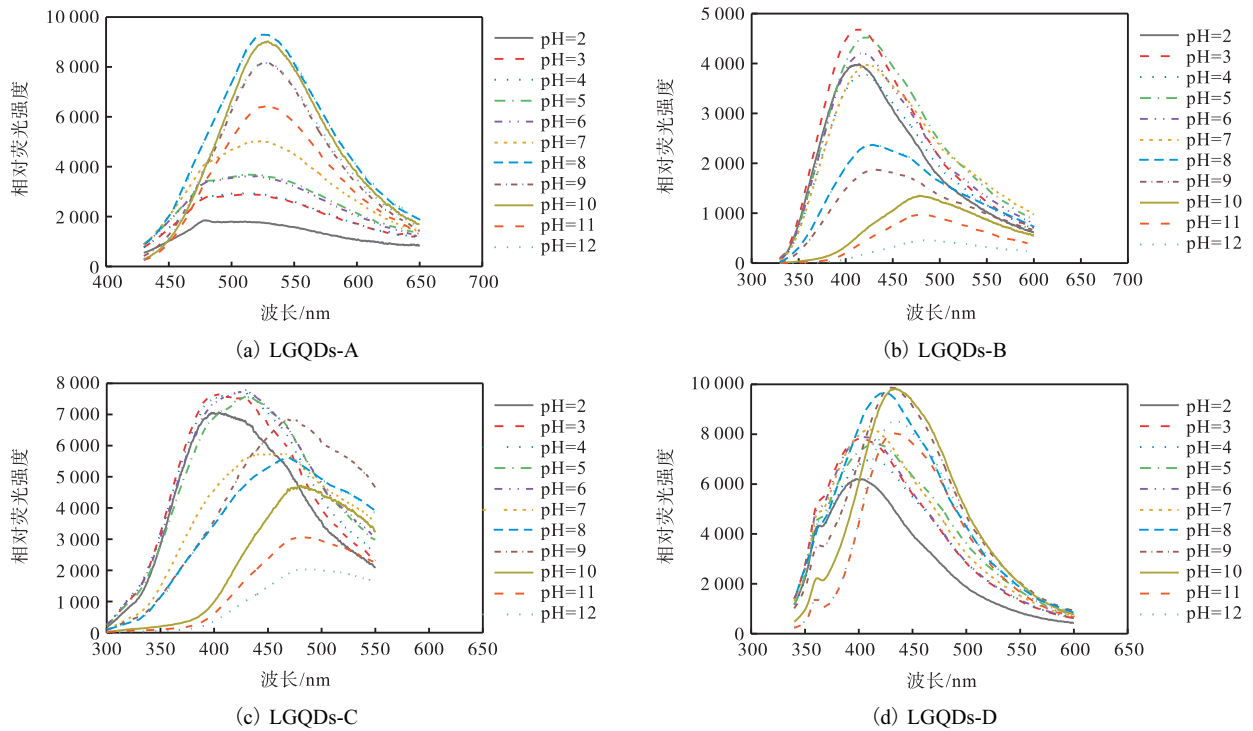 10 000
8 000
6 000
4 000
2 000
0
400 450 500 550 600 650 700
相对荧光强度
波长/nm
pH=2
pH=3
pH=4
pH=5
pH=6
pH=7
pH=8
pH=9
pH=10
pH=11
pH=12
(a) LGQDs-A
5 000
4 000
3 000
2 000
1 000
0
300 350 400 450 500 550 600 650 700
相对荧光强度
波长/nm
pH=2
pH=3
pH=4
pH=5
pH=6
pH=7
pH=8
pH=9
pH=10
pH=11
pH=12
(b) LGQDs-B
8 000
7 000
6 000
5 000
4 000
3 000
2 000
1 000
0
300 350 400 450 500 550 600 650
相对荧光强度
波长/nm
pH=2
pH=3
pH=4
pH=5
pH=6
pH=7
pH=8
pH=9
pH=10
pH=11
pH=12
(c) LGQDs-C
10 000
8 000
6 000
4 000
2 000
0
300 350 400 450 500 550 600 650
相对荧光强度
波长/nm
pH=2
pH=3
pH=4
pH=5
pH=6
pH=7
pH=8
pH=9
pH=10
pH=11
pH=12
(d) LGQDs-D